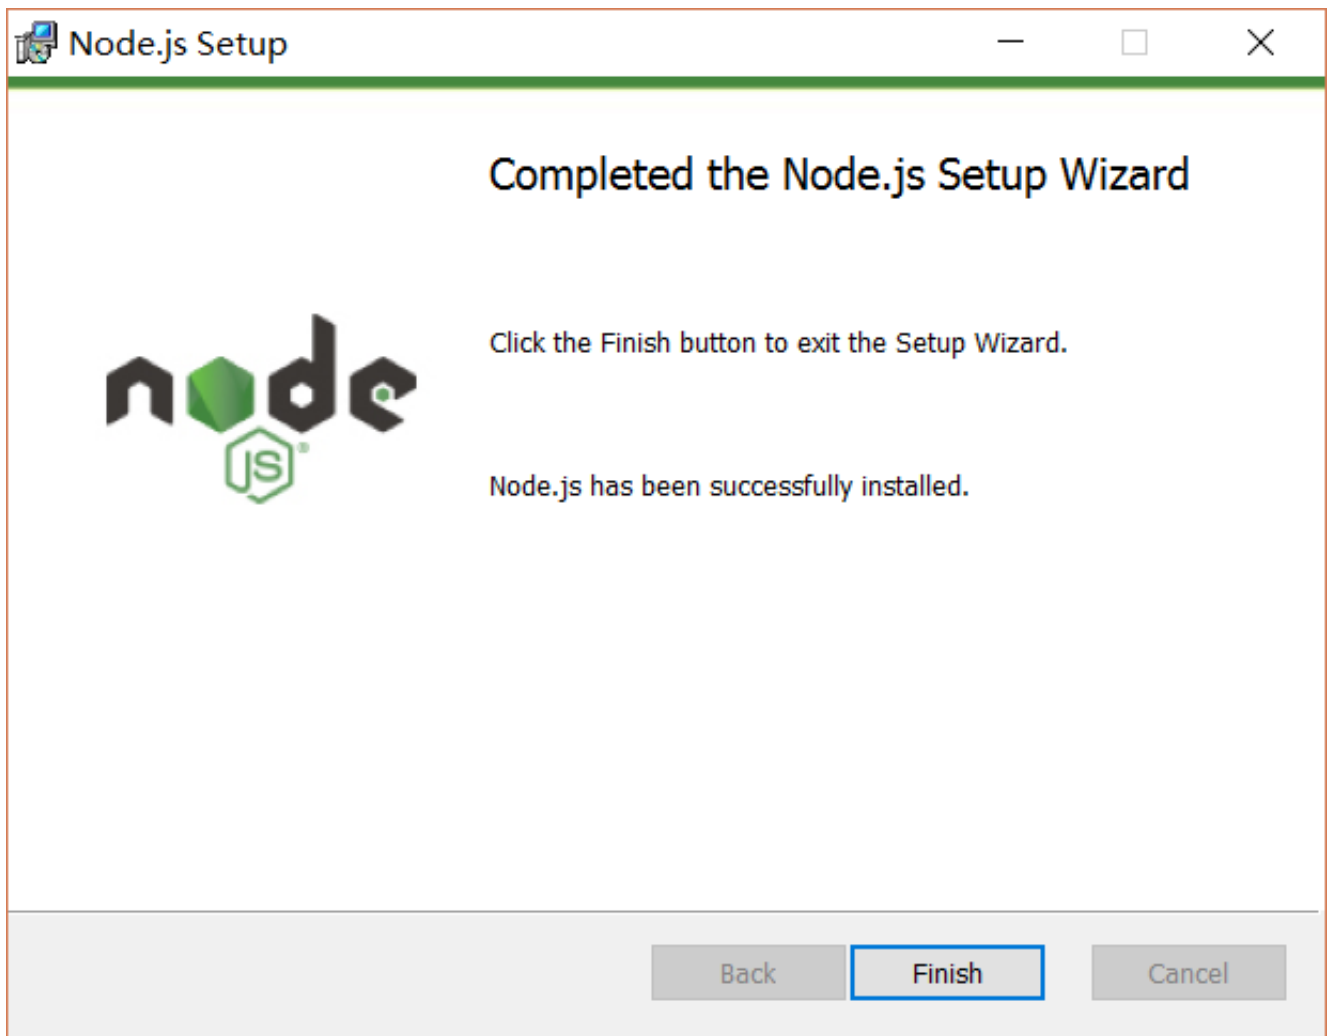 Node.js Setup
Completed the Node.js Setup Wizard
Click the Finish button to exit the Setup Wizard.
node
JS®
Node.js has been successfully installed.
Back
Finish
Cancel